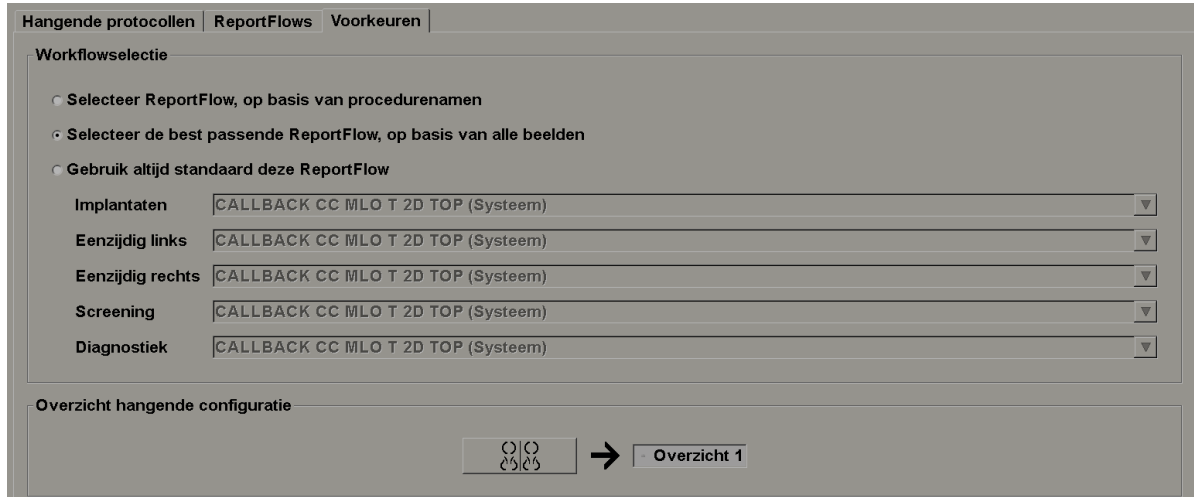 Hangende protocollen ReportFlows Voorkeuren
Workflowselectie
Selecteer ReportFlow, op basis van procedurenamen
Selecteer de best passende ReportFlow, op basis van alle beelden
Gebruik altijd standaard deze ReportFlow
Implantaten CALLBACK CC MLO T 2D TOP (Systeem)
Eenzijdig links CALLBACK CC MLO T 2D TOP (Systeem)
Eenzijdig rechts CALLBACK CC MLO T 2D TOP (Systeem)
Screening CALLBACK CC MLO T 2D TOP (Systeem)
Diagnostiek CALLBACK CC MLO T 2D TOP (Systeem)
Overzicht hangende configuratie
Overzicht 1